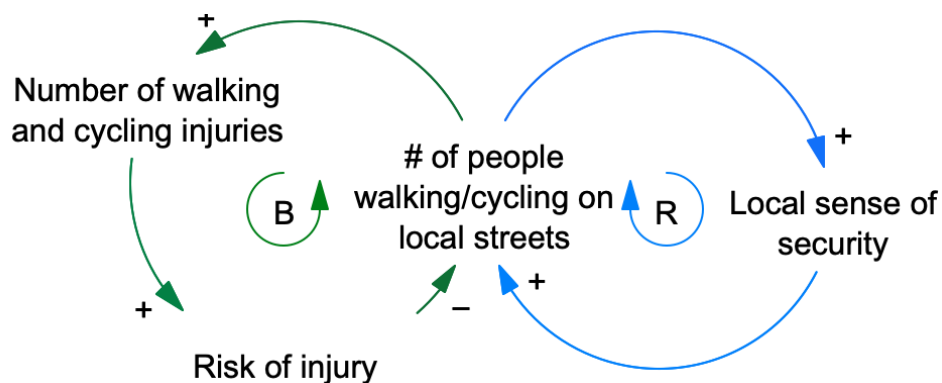 +
Number of walking
and cycling injuries
+
# of people
walking/cycling on
local streets
B
R
Local sense of
security
+
–
+
Risk of injury